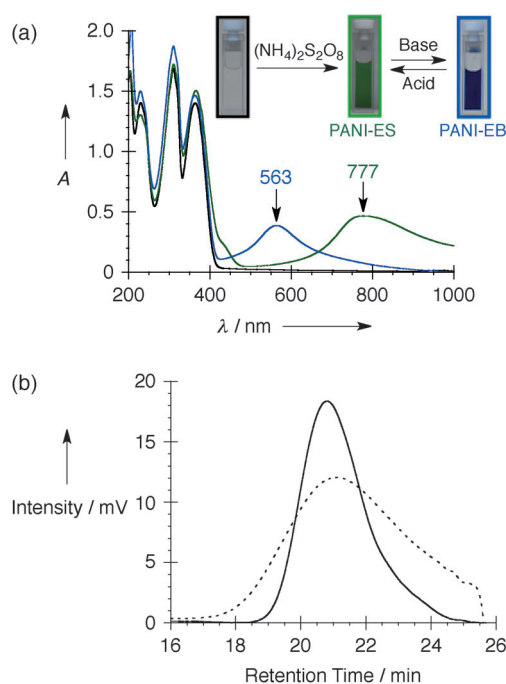 (a)
2.0
1.5
1.0
0.5
0
A
(NH4)2S2O8
Base
Acid
PANI-ES
PANI-EB
563
777
200 400 600 800 1000
λ / nm
(b)
20
15
10
5
0
Intensity / mV
16 18 20 22 24 26
Retention Time / min